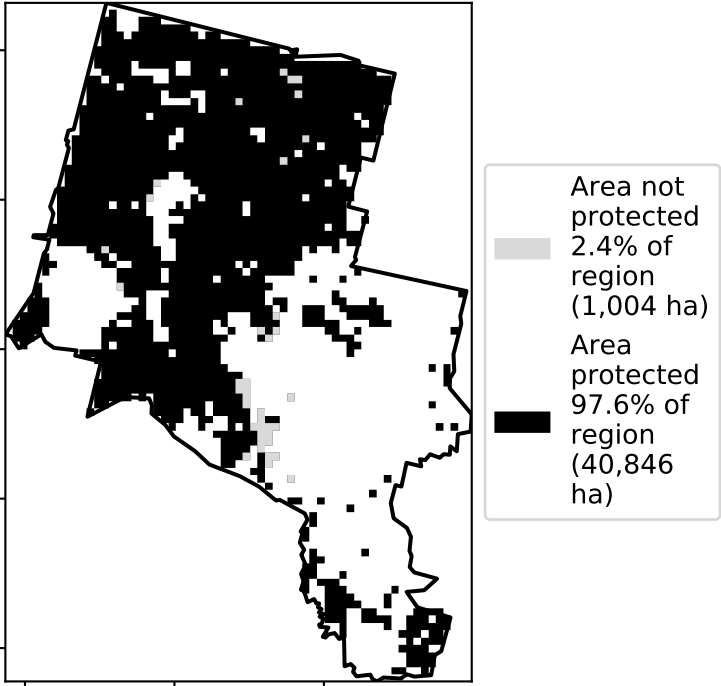 Area not
protected
2.4% of
region
(1,004 ha)
Area
protected
97.6% of
region
(40,846
ha)